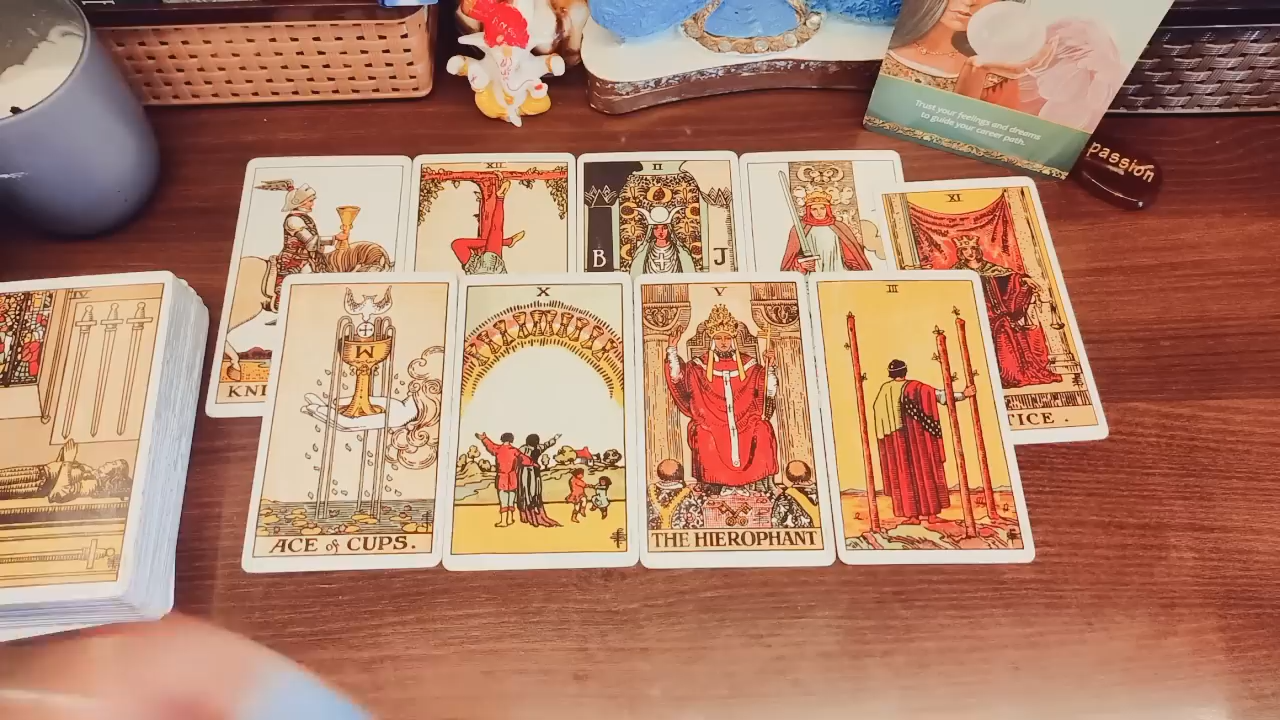 Trust your feelings and dreams
to guide your career path.
passion
XII
II
B
J
XI
KNI
TICE.
IV
X
V
III
ACE of CUPS.
THE HIEROPHANT